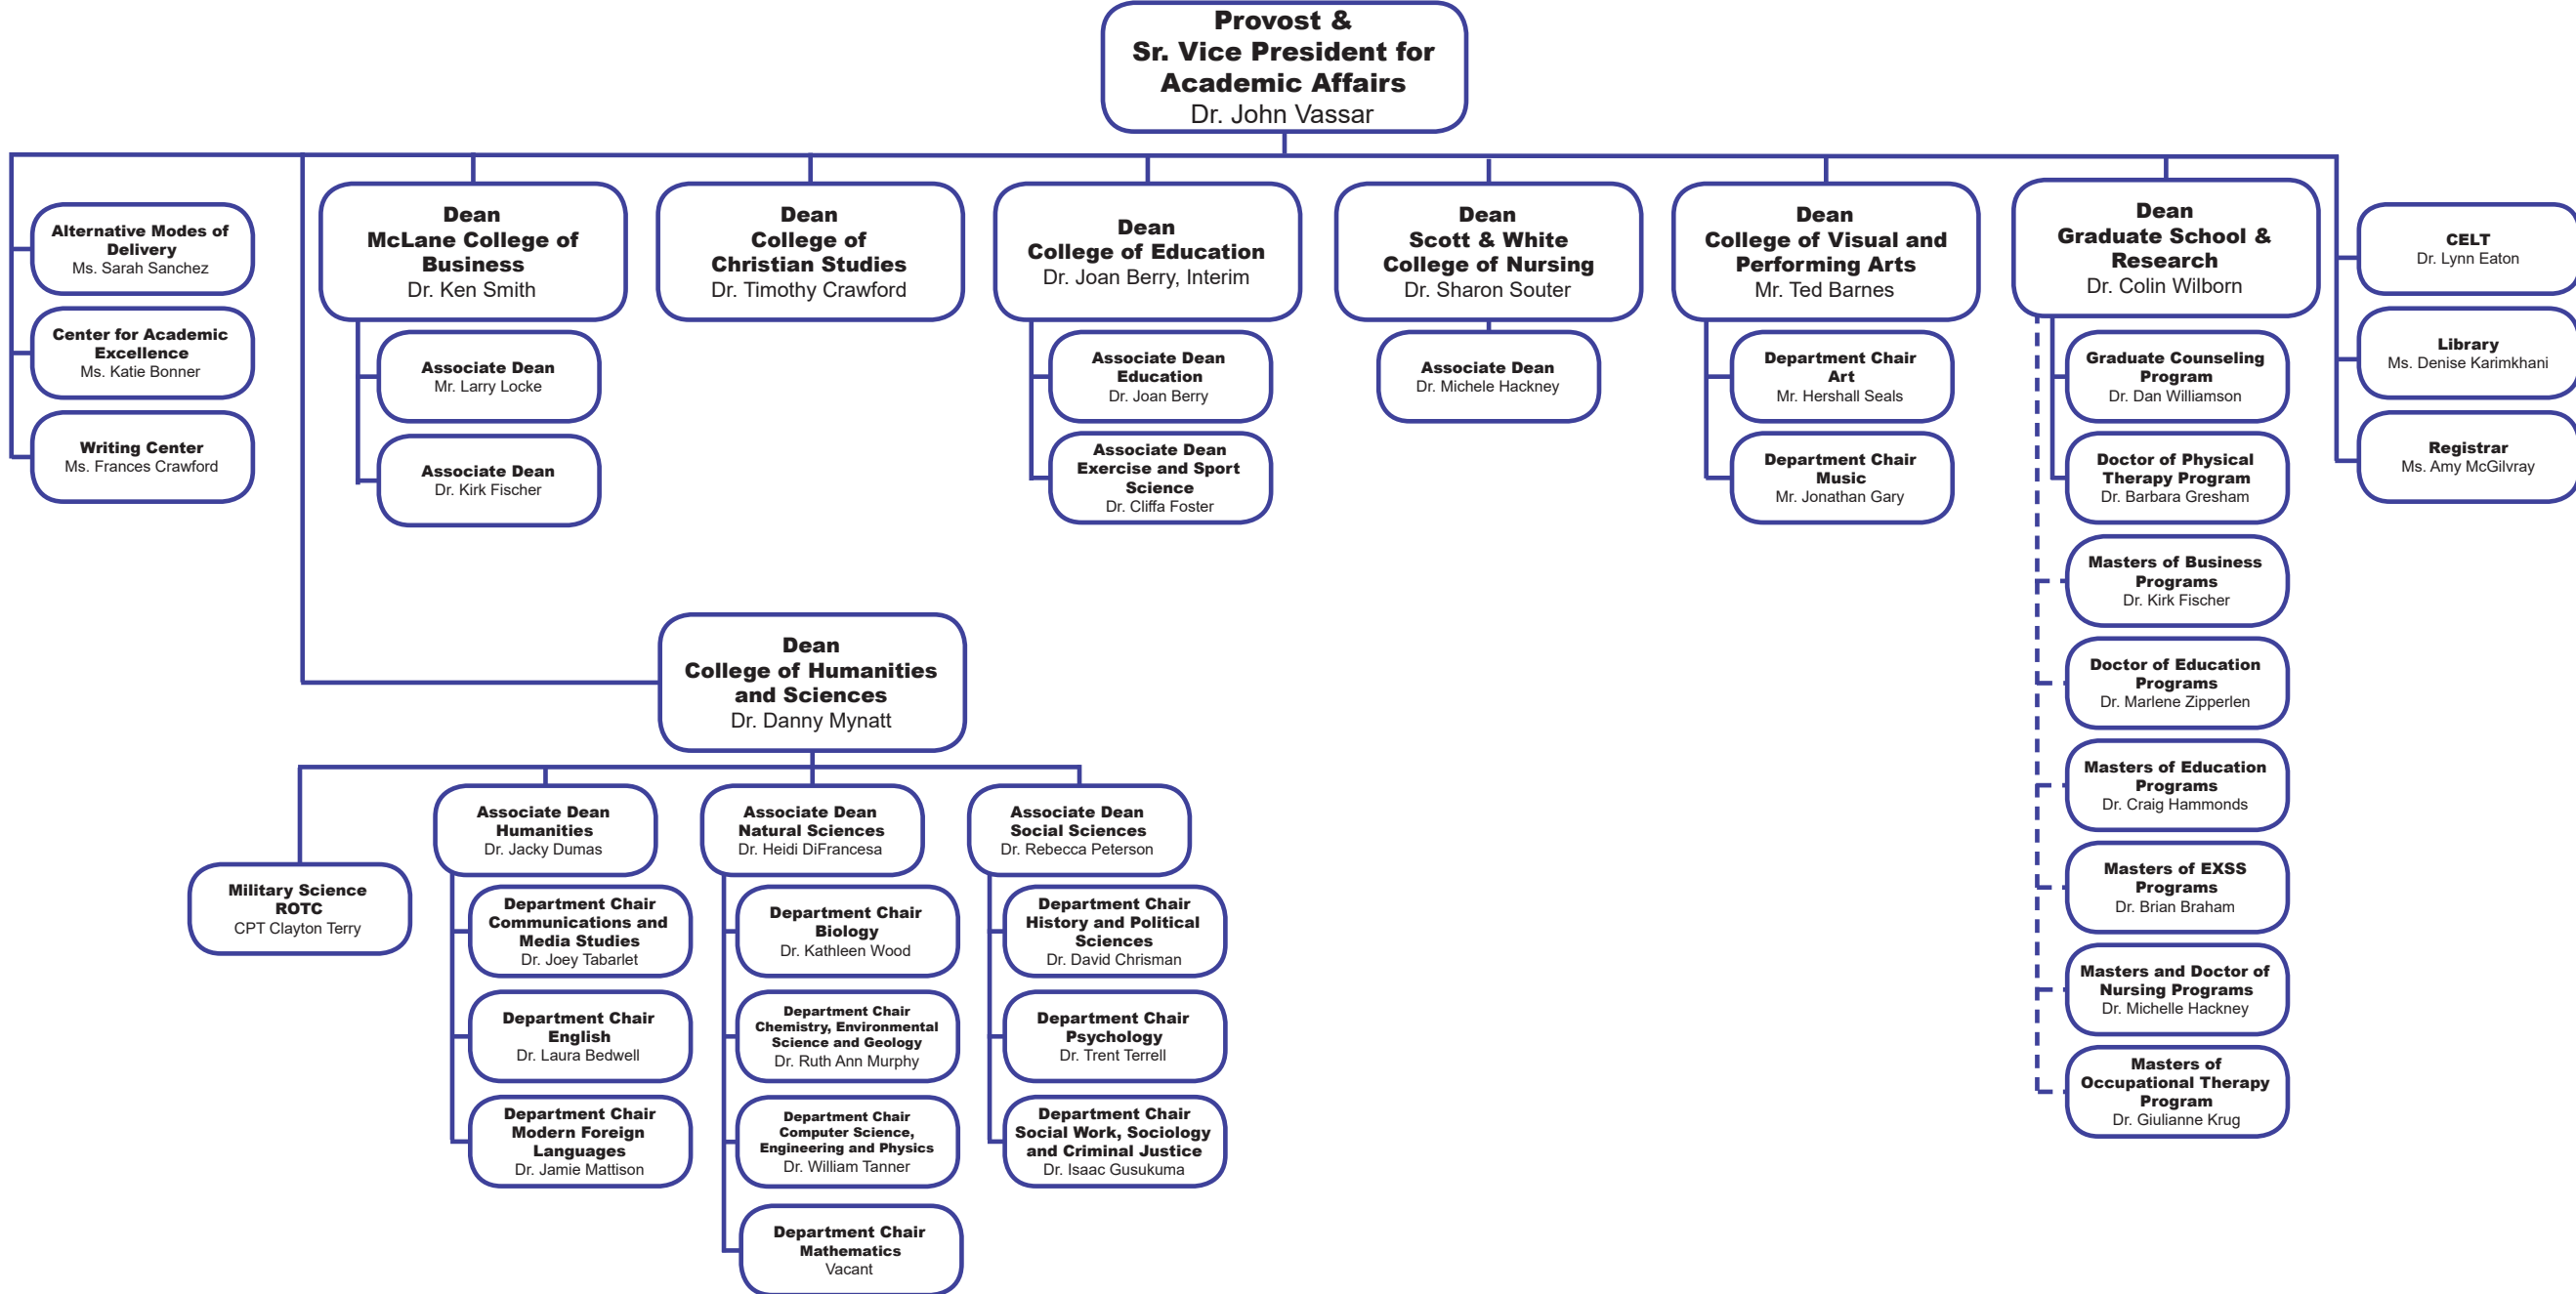 Provost &
Sr. Vice President for
Academic Affairs
Dr. John Vassar
Alternative Modes of
Delivery
Ms. Sarah Sanchez
Center for Academic
Excellence
Ms. Katie Bonner
Writing Center
Ms. Frances Crawford
Dean
McLane College of
Business
Dr. Ken Smith
Associate Dean
Mr. Larry Locke
Associate Dean
Dr. Kirk Fischer
Dean
College of
Christian Studies
Dr. Timothy Crawford
Dean
College of Education
Dr. Joan Berry, Interim
Associate Dean
Education
Dr. Joan Berry
Associate Dean
Exercise and Sport
Science
Dr. Cliffa Foster
Dean
Scott & White
College of Nursing
Dr. Sharon Souter
Associate Dean
Dr. Michele Hackney
Dean
College of Visual and
Performing Arts
Mr. Ted Barnes
Department Chair
Art
Mr. Hershall Seals
Department Chair
Music
Mr. Jonathan Gary
Dean
Graduate School &
Research
Dr. Colin Wilborn
Graduate Counseling
Program
Dr. Dan Williamson
Doctor of Physical
Therapy Program
Dr. Barbara Gresham
Masters of Business
Programs
Dr. Kirk Fischer
Doctor of Education
Programs
Dr. Marlene Zipperlen
Masters of Education
Programs
Dr. Craig Hammonds
Masters of EXSS
Programs
Dr. Brian Braham
Masters and Doctor of
Nursing Programs
Dr. Michelle Hackney
Masters of
Occupational Therapy
Program
Dr. Giulianne Krug
CELT
Dr. Lynn Eaton
Library
Ms. Denise Karimkhani
Registrar
Ms. Amy McGilvray
Dean
College of Humanities
and Sciences
Dr. Danny Mynatt
Military Science
ROTC
CPT Clayton Terry
Associate Dean
Humanities
Dr. Jacky Dumas
Department Chair
Communications and
Media Studies
Dr. Joey Tabarlet
Department Chair
English
Dr. Laura Bedwell
Department Chair
Modern Foreign
Languages
Dr. Jamie Mattison
Associate Dean
Natural Sciences
Dr. Heidi DiFrancesa
Department Chair
Biology
Dr. Kathleen Wood
Department Chair
Chemistry, Environmental
Science and Geology
Dr. Ruth Ann Murphy
Department Chair
Computer Science,
Engineering and Physics
Dr. William Tanner
Department Chair
Mathematics
Vacant
Associate Dean
Social Sciences
Dr. Rebecca Peterson
Department Chair
History and Political
Sciences
Dr. David Chrisman
Department Chair
Psychology
Dr. Trent Terrell
Department Chair
Social Work, Sociology
and Criminal Justice
Dr. Isaac Gusukuma